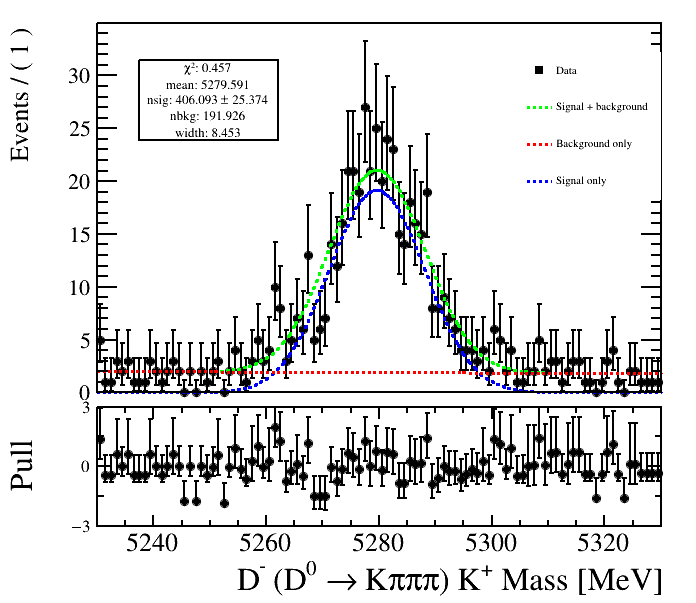 Events / ( 1 )
30
25
20
15
10
5
0
χ²: 0.457
mean: 5279.591
nsig: 406.093 ± 25.374
nbkg: 191.926
width: 8.453
Data
Signal + background
Background only
Signal only
Pull
3
0
−3
5240 5260 5280 5300 5320
D⁻ (D⁰ → Kπππ) K⁺ Mass [MeV]